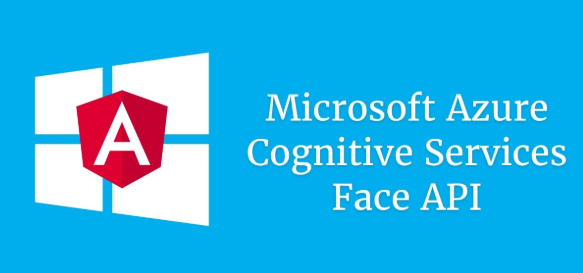 A
Microsoft Azure
Cognitive Services
Face API